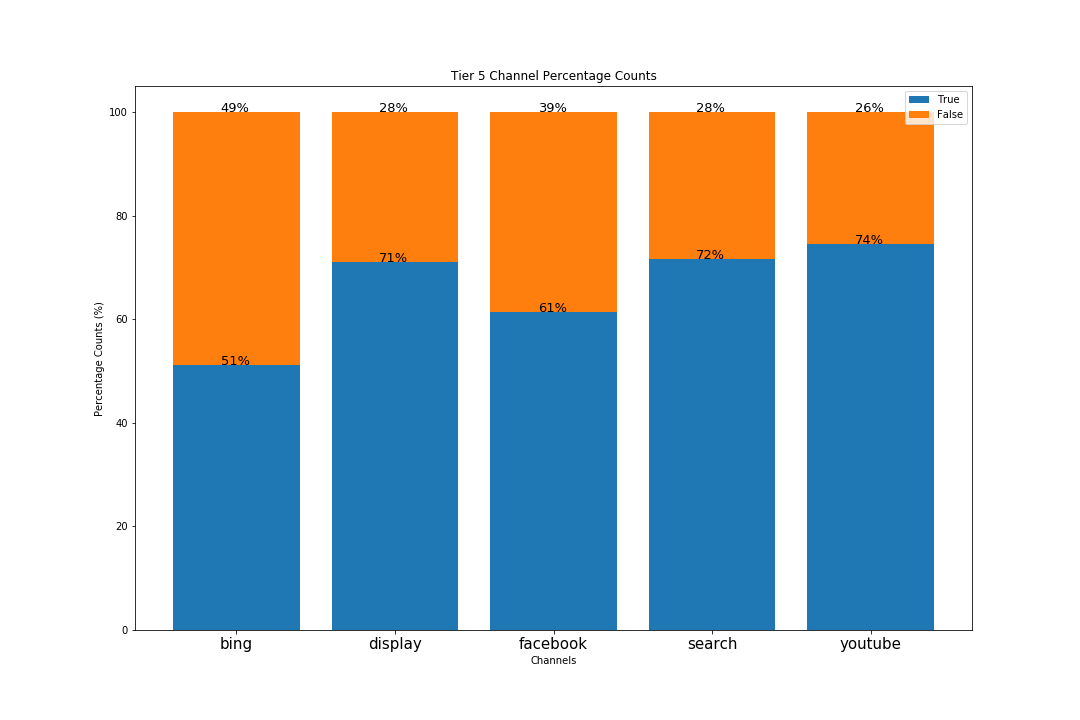 Tier 5 Channel Percentage Counts
True
False
49% 28% 39% 28% 26%
51% 71% 61% 72% 74%
100
80
60
40
20
0
Percentage Counts (%)
bing display facebook search youtube
Channels